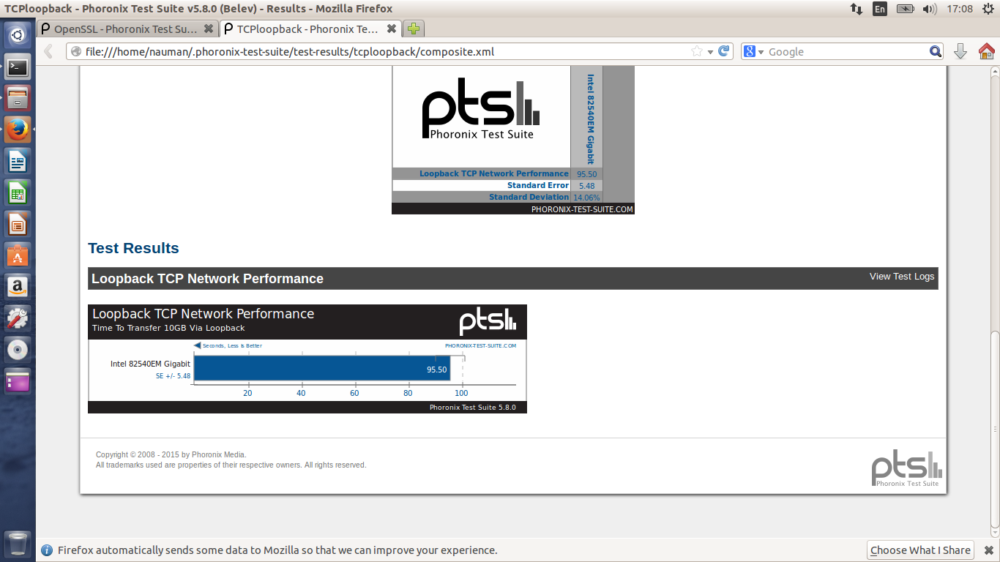 TCPloopback - Phoronix Test Suite v5.8.0 (Belev) - Results - Mozilla Firefox
En
17:08
OpenSSL - Phoronix Test Su...
TCPloopback - Phoronix Te...
file:///home/nauman/.phoronix-test-suite/test-results/tcploopback/composite.xml
Google
pts
Phoronix Test Suite
Intel 82540EM Gigabit
Loopback TCP Network Performance 95.50
Standard Error 5.48
Standard Deviation 14.06%
PHORONIX-TEST-SUITE.COM
Test Results
Loopback TCP Network Performance
View Test Logs
Loopback TCP Network Performance
Time To Transfer 10GB Via Loopback
pts
Seconds, Less Is Better
PHORONIX-TEST-SUITE.COM
Intel 82540EM Gigabit
SE +/- 5.48
95.50
20 40 60 80 100
Phoronix Test Suite 5.8.0
Copyright © 2008 - 2015 by Phoronix Media.
All trademarks used are properties of their respective owners. All rights reserved.
pts
Phoronix Test Suite
Firefox automatically sends some data to Mozilla so that we can improve your experience.
Choose What I Share